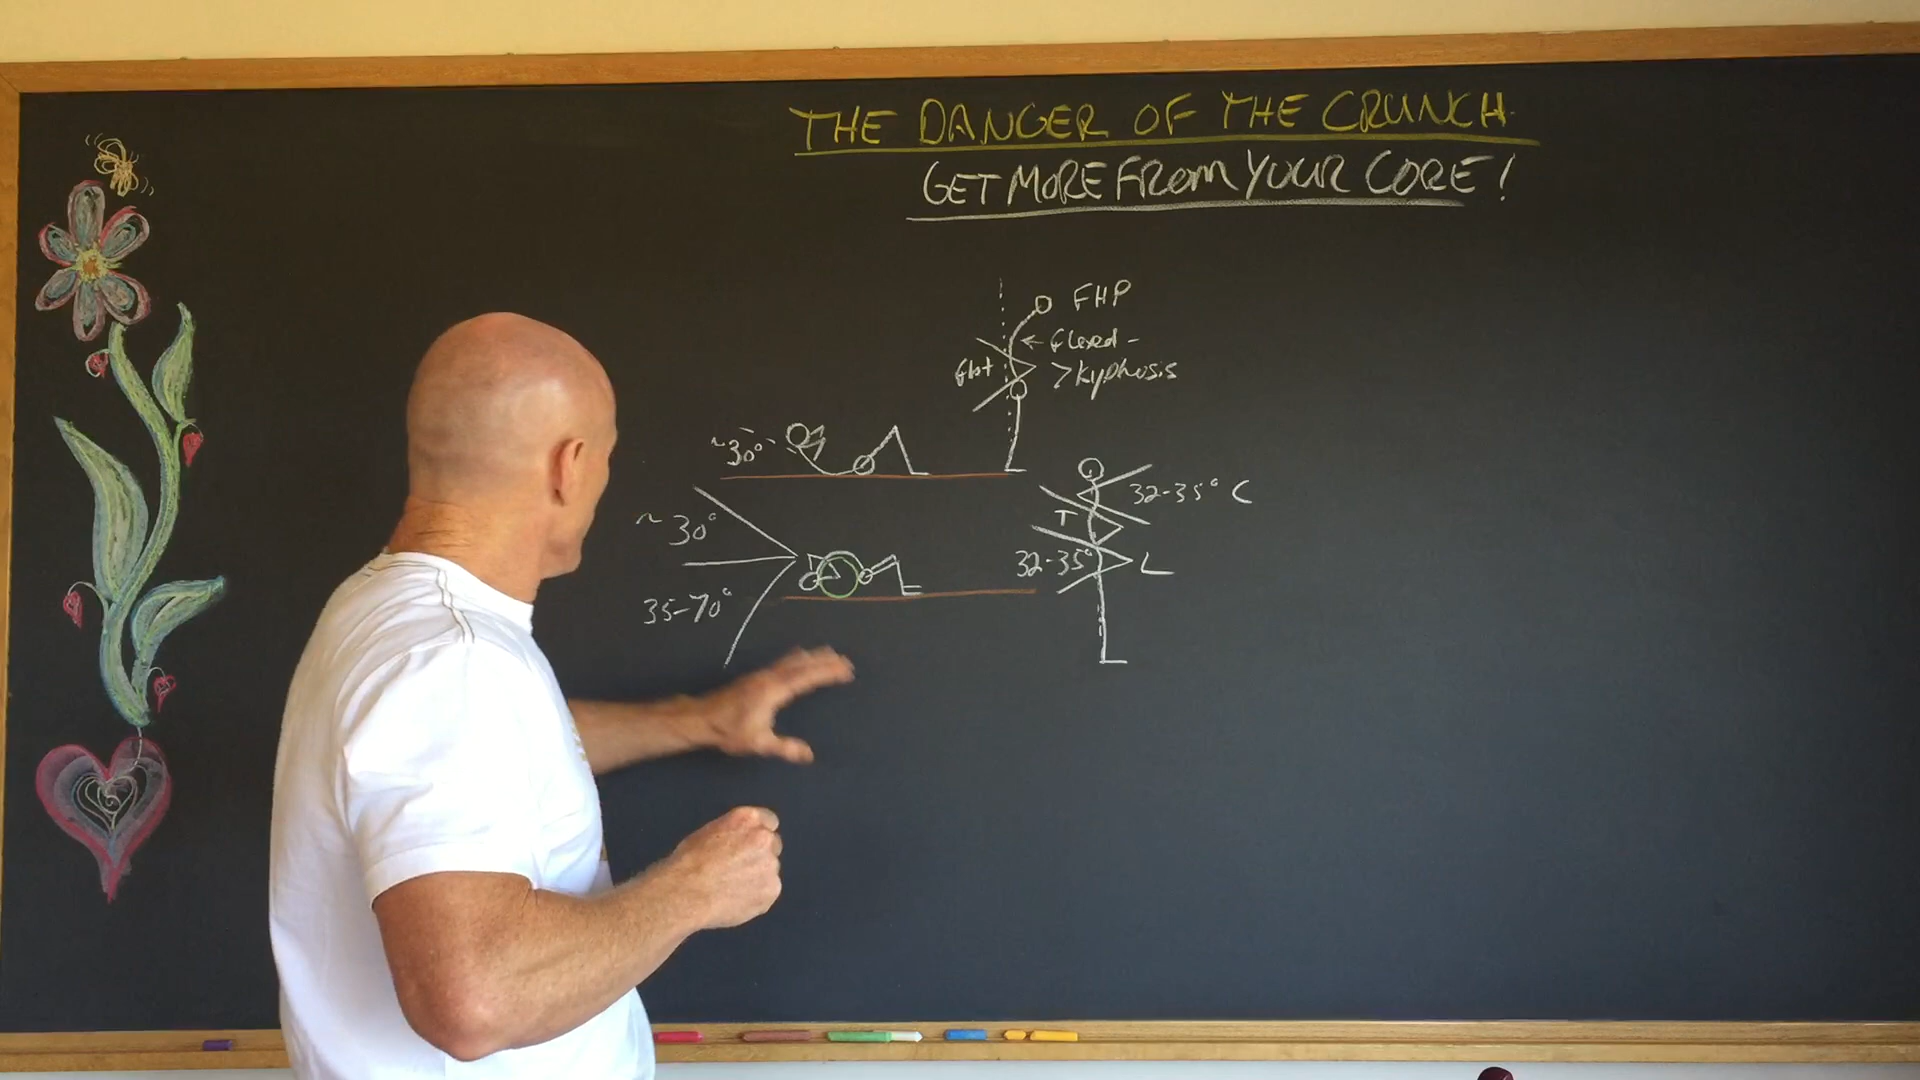 THE DANGER OF THE CRUNCH
GET MORE FROM YOUR CORE!
FHP
← flexed -
flat
>kyphosis
~30°
32-35° C
T
~30°
32-35° L
35-70°